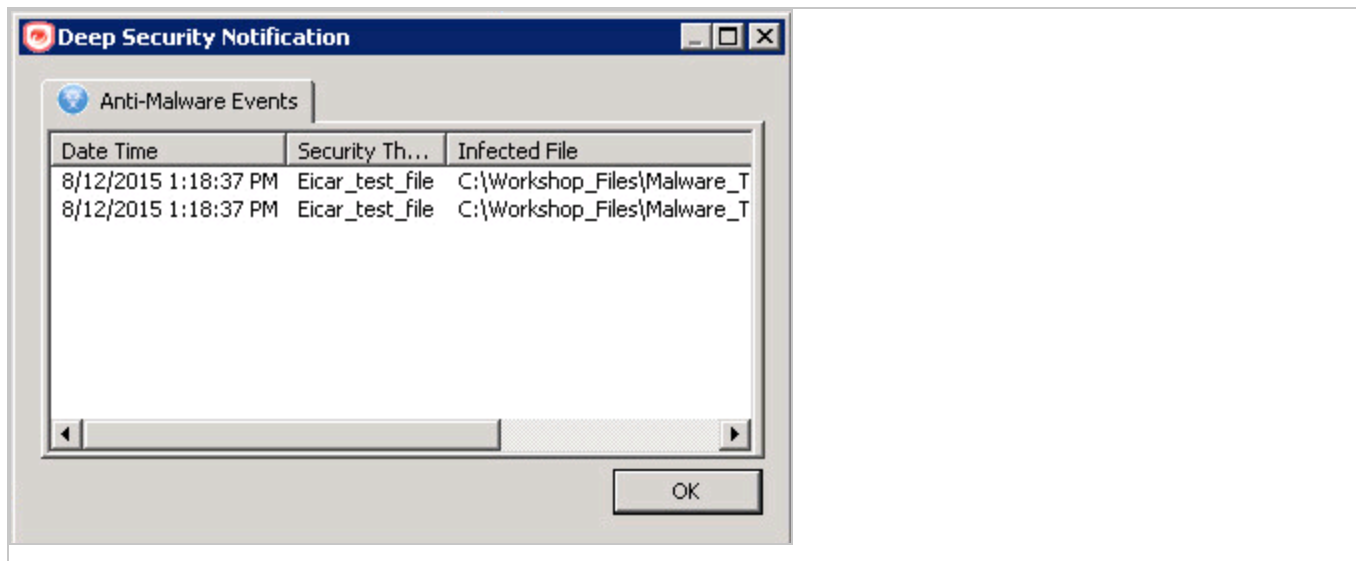 Deep Security Notification
Anti-Malware Events
Date Time Security Th... Infected File
8/12/2015 1:18:37 PM Eicar_test_file C:\Workshop_Files\Malware_T
8/12/2015 1:18:37 PM Eicar_test_file C:\Workshop_Files\Malware_T
OK